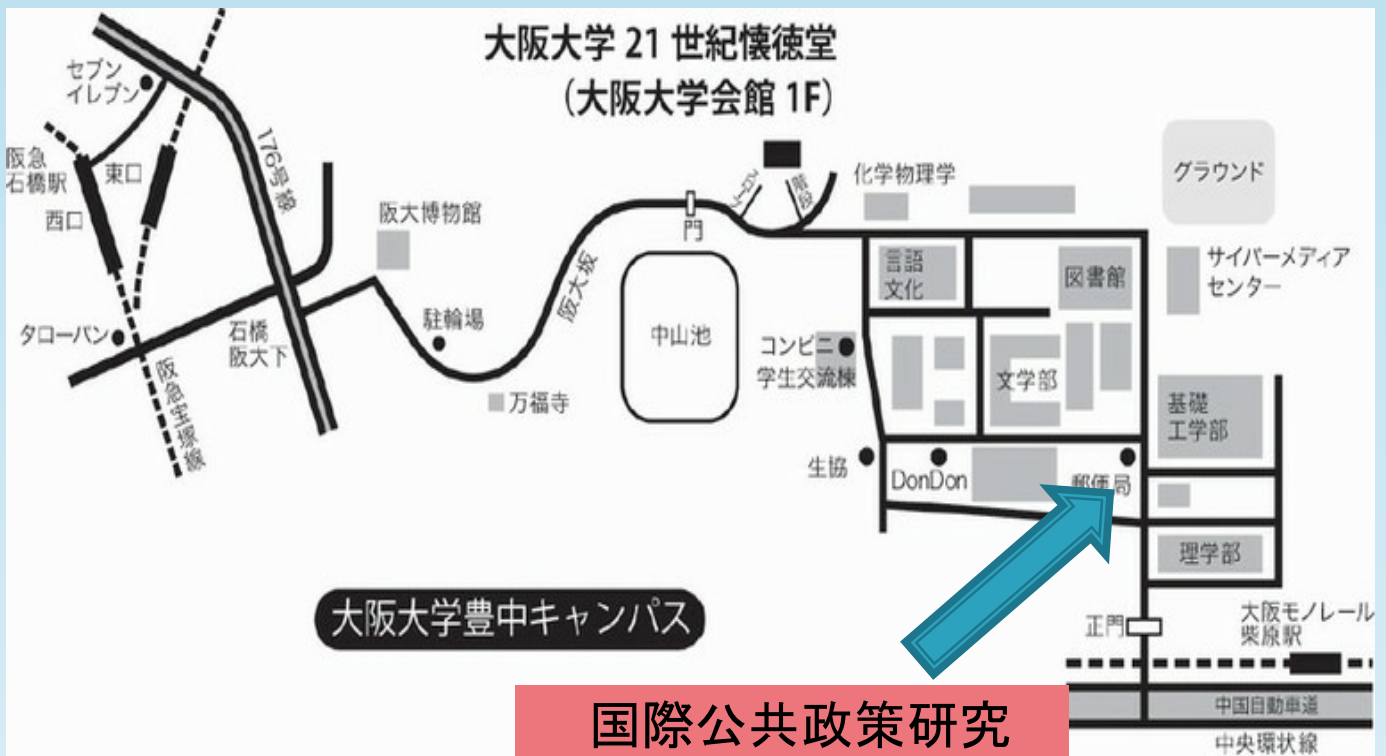 大阪大学 21 世紀懐徳堂
（大阪大学会館 1F）
セブン
イレブン
176号線
阪急
石橋駅
東口
西口
阪大博物館
門
スロープ
階段
化学物理学
グラウンド
言語
文化
図書館
サイバーメディア
センター
阪大坂
タローパン
石橋
阪大下
駐輪場
中山池
コンビニ
学生交流棟
文学部
阪急宝塚線
万福寺
基礎
工学部
生協
DonDon
郵便局
理学部
大阪大学豊中キャンパス
正門
大阪モノレール
柴原駅
国際公共政策研究
中国自動車道
中央環状線